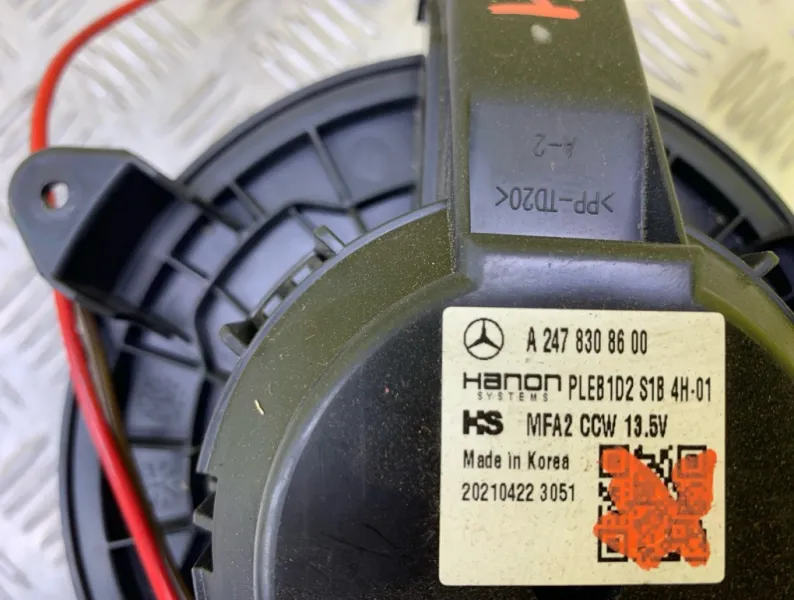 H
A-2
>PP-TD20<
A 247 830 86 00
Hanon PLEB1D2 S1B 4H-01
SYSTEMS
HS MFA2 CCW 13.5V
Made in Korea
20210422 3051